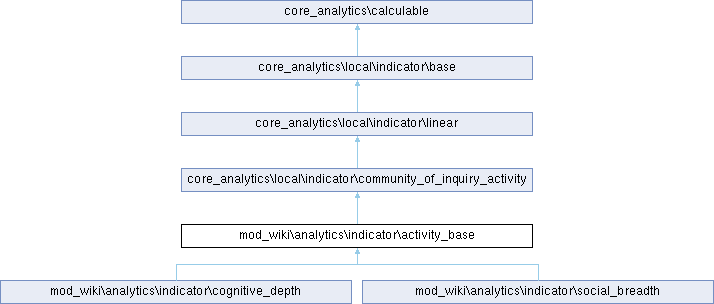 core_analytics\calculable
core_analytics\local\indicator\base
core_analytics\local\indicator\linear
core_analytics\local\indicator\community_of_inquiry_activity
mod_wiki\analytics\indicator\activity_base
mod_wiki\analytics\indicator\cognitive_depth
mod_wiki\analytics\indicator\social_breadth